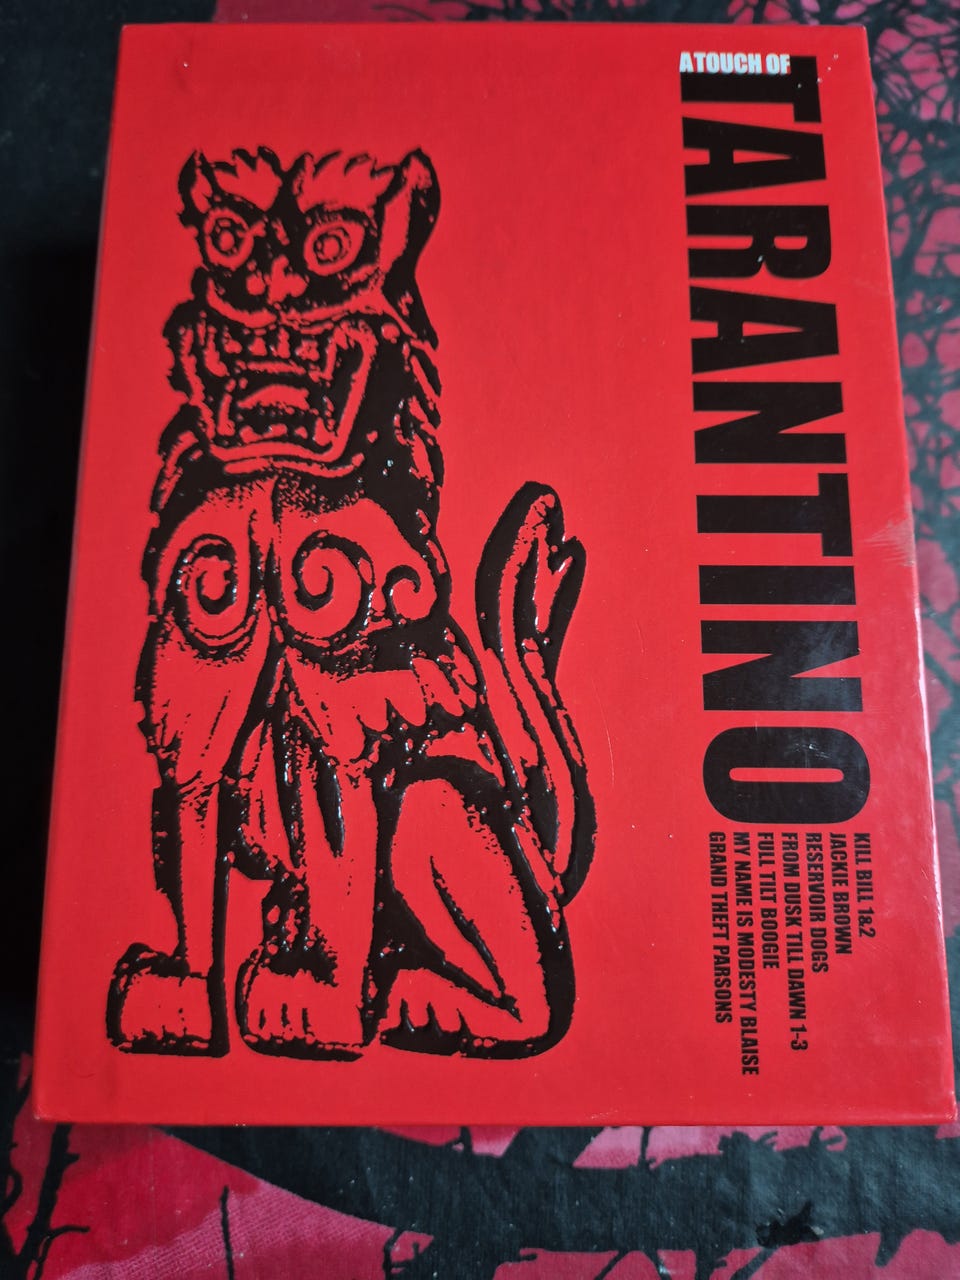 A TOUCH OF
TARANTINO
KILL BILL 1&2
JACKIE BROWN
RESERVOIR DOGS
FROM DUSK TILL DAWN 1-3
FULL TILT BOOGIE
MY NAME IS MODESTY BLAISE
GRAND THEFT PARSONS